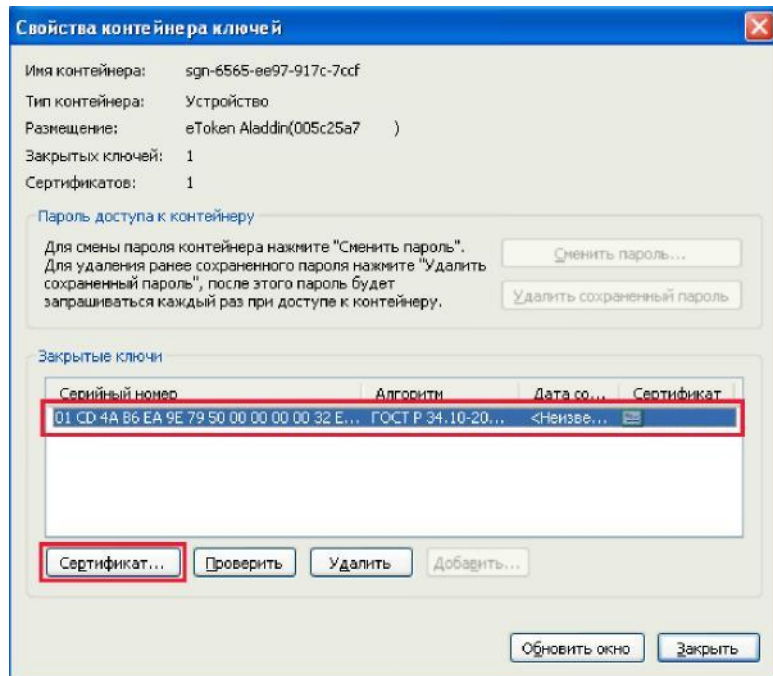 Свойства контейнера ключей
Имя контейнера: sgn-6565-ee97-917c-7ccf
Тип контейнера: Устройство
Размещение: eToken Aladdin(005c25a7 )
Закрытых ключей: 1
Сертификатов: 1
Пароль доступа к контейнеру
Для смены пароля контейнера нажмите "Сменить пароль".
Для удаления ранее сохраненного пароля нажмите "Удалить
сохраненный пароль", после этого пароль будет
запрашиваться каждый раз при доступе к контейнеру.
Сменить пароль...
Удалить сохраненный пароль
Закрытые ключи
Серийный номер Алгоритм Дата со... Сертификат
01 CD 4A B6 EA 9E 79 50 00 00 00 00 32 E... ГОСТ Р 34.10-20... <Неизве...
Сертификат... Проверить Удалить Добавить...
Обновить окно Закрыть